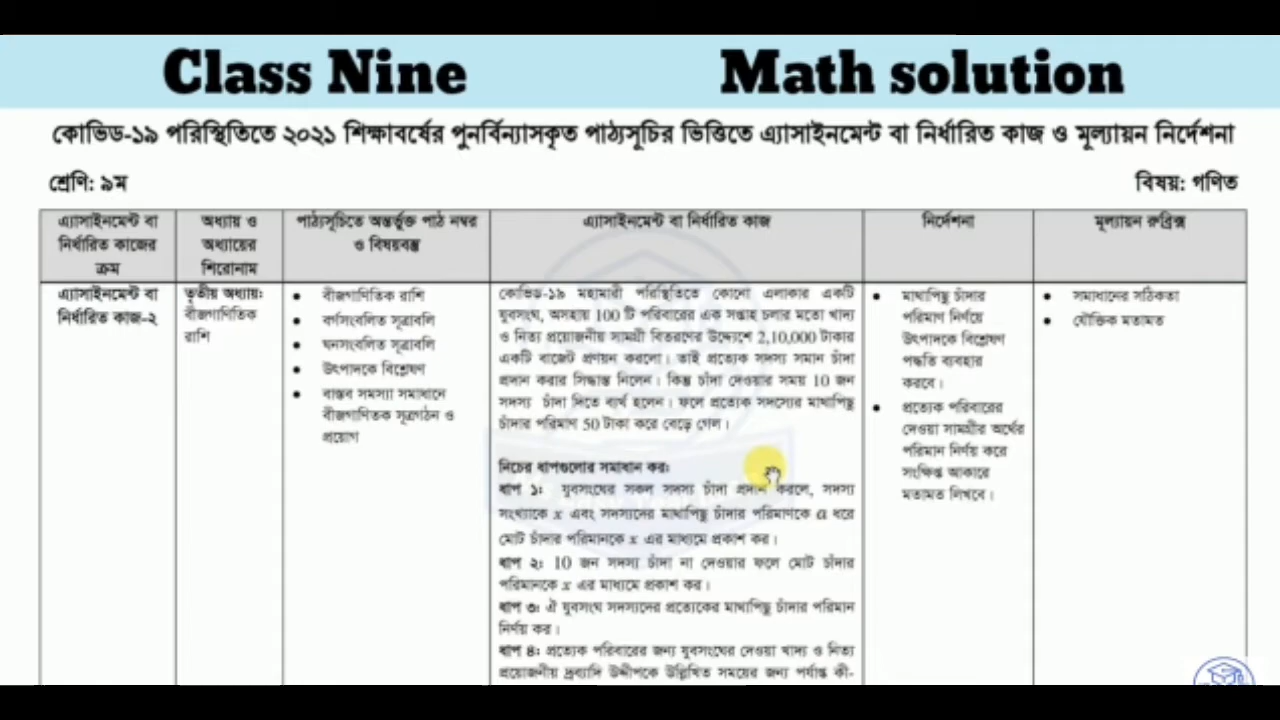 Class Nine
Math solution
কোভিড-১৯ পরিস্থিতিতে ২০২১ শিক্ষাবর্ষের পুনর্বিন্যাসকৃত পাঠ্যসূচির ভিত্তিতে এ্যাসাইনমেন্ট বা নির্ধারিত কাজ ও মূল্যায়ন নির্দেশনা
শ্রেণি: ৯ম
বিষয়: গণিত
এ্যাসাইনমেন্ট বা
নির্ধারিত কাজের
ক্রম
অধ্যায় ও
অধ্যায়ের
শিরোনাম
পাঠ্যসূচিতে অন্তর্ভুক্ত পাঠ নম্বর
ও বিষয়বস্তু
এ্যাসাইনমেন্ট বা নির্ধারিত কাজ
নির্দেশনা
মূল্যায়ন রুব্রিক্স
এ্যাসাইনমেন্ট বা
নির্ধারিত কাজ-২
তৃতীয় অধ্যায়:
বীজগাণিতিক
রাশি
• বীজগাণিতিক রাশি
• বর্গসংবলিত সূত্রাবলি
• ঘনসংবলিত সূত্রাবলি
• উৎপাদকে বিশ্লেষণ
• বাস্তব সমস্যা সমাধানে
বীজগাণিতিক সূত্রগঠন ও
প্রয়োগ
কোভিড-১৯ মহামারী পরিস্থিতিতে কোনো এলাকার একটি
যুবসংঘ, অসহায় 100 টি পরিবারের এক সপ্তাহ চলার মতো খাদ্য
ও নিত্য প্রয়োজনীয় সামগ্রী বিতরণের উদ্দেশ্যে 2,10,000 টাকার
একটি বাজেট প্রণয়ন করলো। তাই প্রত্যেক সদস্য সমান চাঁদা
প্রদান করার সিদ্ধান্ত নিলেন। কিন্তু চাঁদা দেওয়ার সময় 10 জন
সদস্য চাঁদা দিতে ব্যর্থ হলেন। ফলে প্রত্যেক সদস্যের মাথাপিছু
চাঁদার পরিমাণ 50 টাকা করে বেড়ে গেল।
নিচের ধাপগুলোর সমাধান কর:
ধাপ ১: যুবসংঘের সকল সদস্য চাঁদা প্রদান করলে, সদস্য
সংখ্যাকে x এবং সদস্যদের মাথাপিছু চাঁদার পরিমাণকে a ধরে
মোট চাঁদার পরিমানকে x এর মাধ্যমে প্রকাশ কর।
ধাপ ২: 10 জন সদস্য চাঁদা না দেওয়ার ফলে মোট চাঁদার
পরিমানকে x এর মাধ্যমে প্রকাশ কর।
ধাপ ৩: ঐ যুবসংঘ সদস্যদের প্রত্যেকের মাথাপিছু চাঁদার পরিমান
নির্ণয় কর।
ধাপ ৪: প্রত্যেক পরিবারের জন্য যুবসংঘের দেওয়া খাদ্য ও নিত্য
প্রয়োজনীয় দ্রব্যাদি উদ্দীপকে উল্লিখিত সময়ের জন্য পর্যাপ্ত কী-
• মাথাপিছু চাঁদার
পরিমাণ নির্ণয়ে
উৎপাদকে বিশ্লেষণ
পদ্ধতি ব্যবহার
করবে।
• প্রত্যেক পরিবারের
দেওয়া সামগ্রীর অর্থের
পরিমান নির্ণয় করে
সংক্ষিপ্ত আকারে
মতামত লিখবে।
• সমাধানের সঠিকতা
• যৌক্তিক মতামত